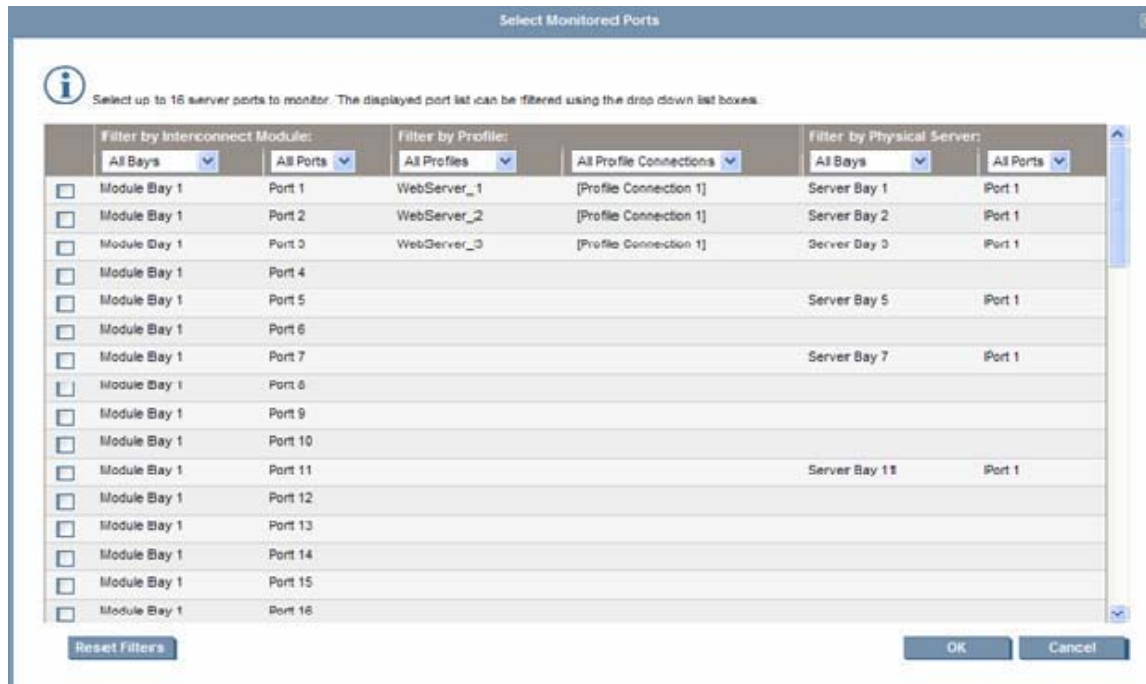 Select Monitored Ports
i
Select up to 16 server ports to monitor. The displayed port list can be filtered using the drop down list boxes.
Filter by Interconnect Module: Filter by Profile: Filter by Physical Server:
All Bays All Ports All Profiles All Profile Connections All Bays All Ports
Module Bay 1 Port 1 WebServer_1 [Profile Connection 1] Server Bay 1 Port 1
Module Bay 1 Port 2 WebServer_2 [Profile Connection 1] Server Bay 2 Port 1
Module Bay 1 Port 3 WebServer_3 [Profile Connection 1] Server Bay 3 Port 1
Module Bay 1 Port 4
Module Bay 1 Port 5 Server Bay 5 Port 1
Module Bay 1 Port 6
Module Bay 1 Port 7 Server Bay 7 Port 1
Module Bay 1 Port 8
Module Bay 1 Port 9
Module Bay 1 Port 10
Module Bay 1 Port 11 Server Bay 11 Port 1
Module Bay 1 Port 12
Module Bay 1 Port 13
Module Bay 1 Port 14
Module Bay 1 Port 15
Module Bay 1 Port 16
Reset Filters OK Cancel